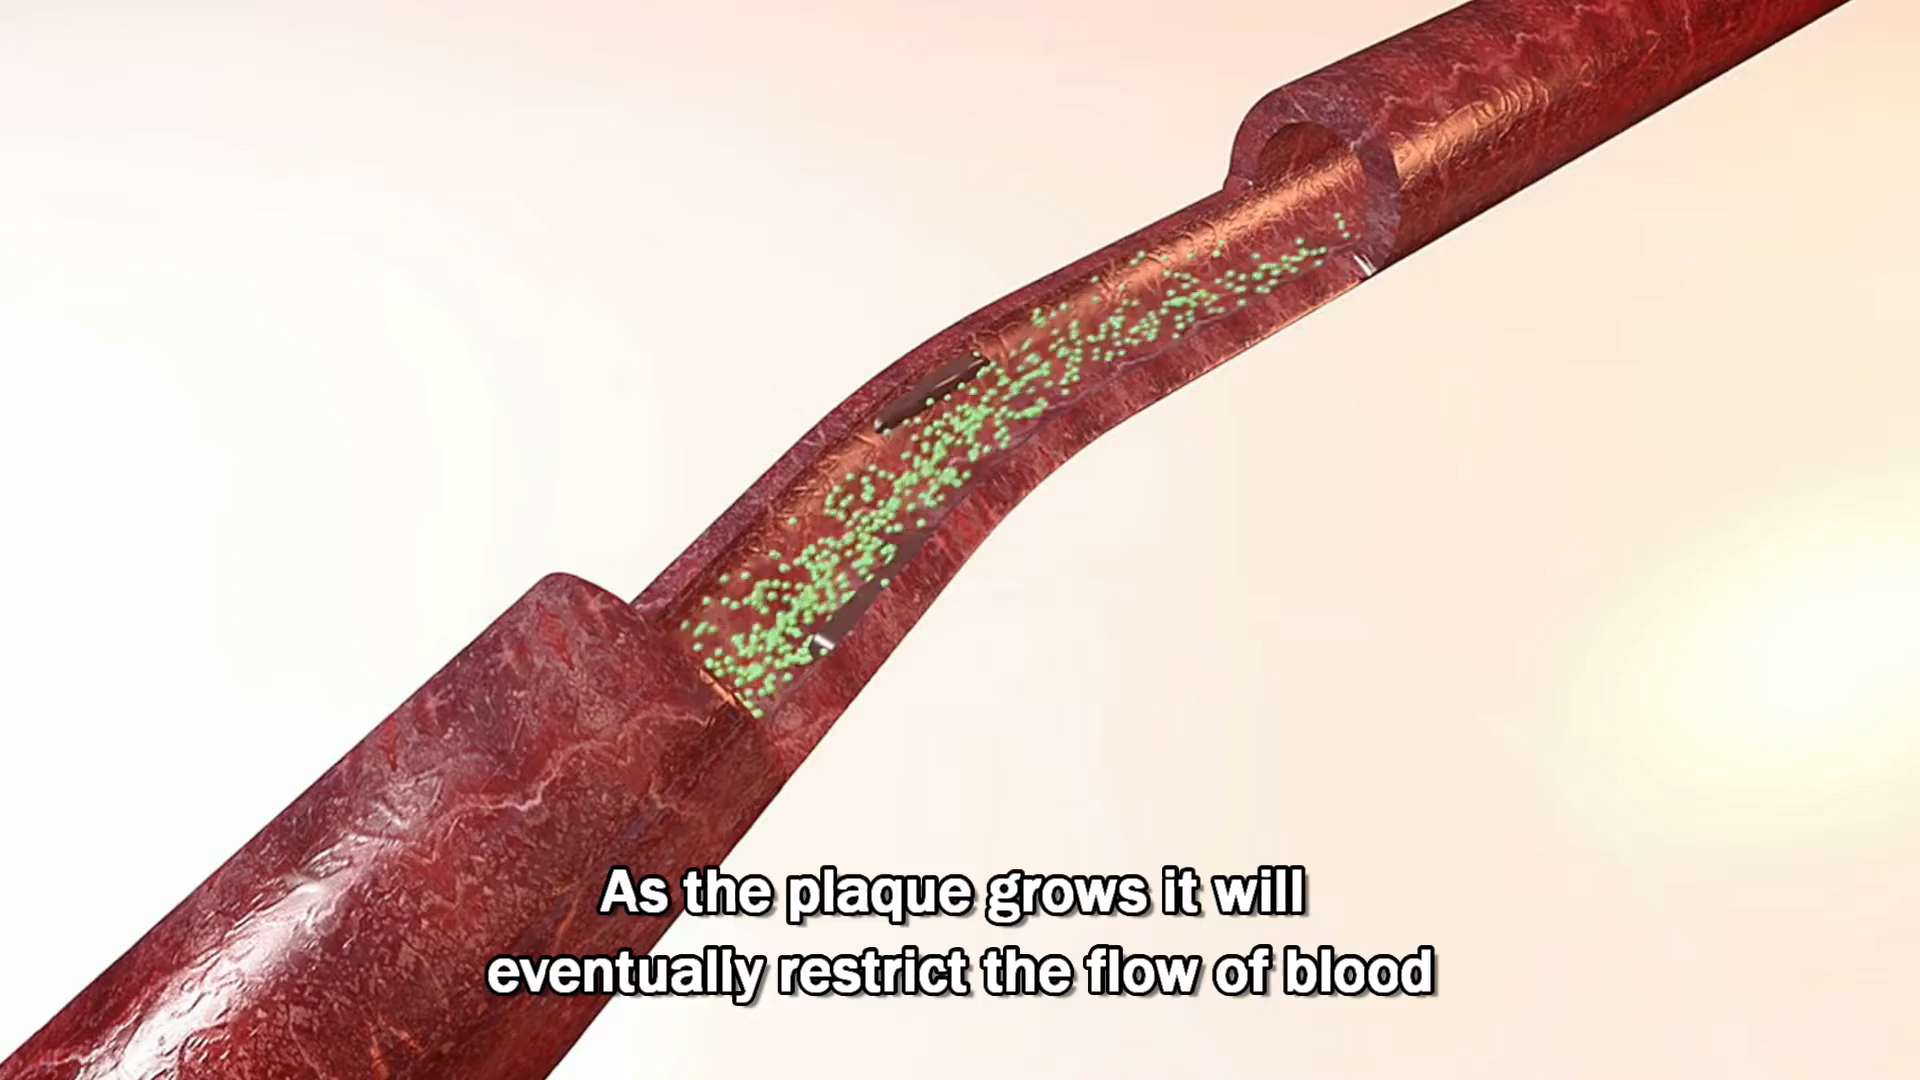 As the plaque grows it will
eventually restrict the flow of blood